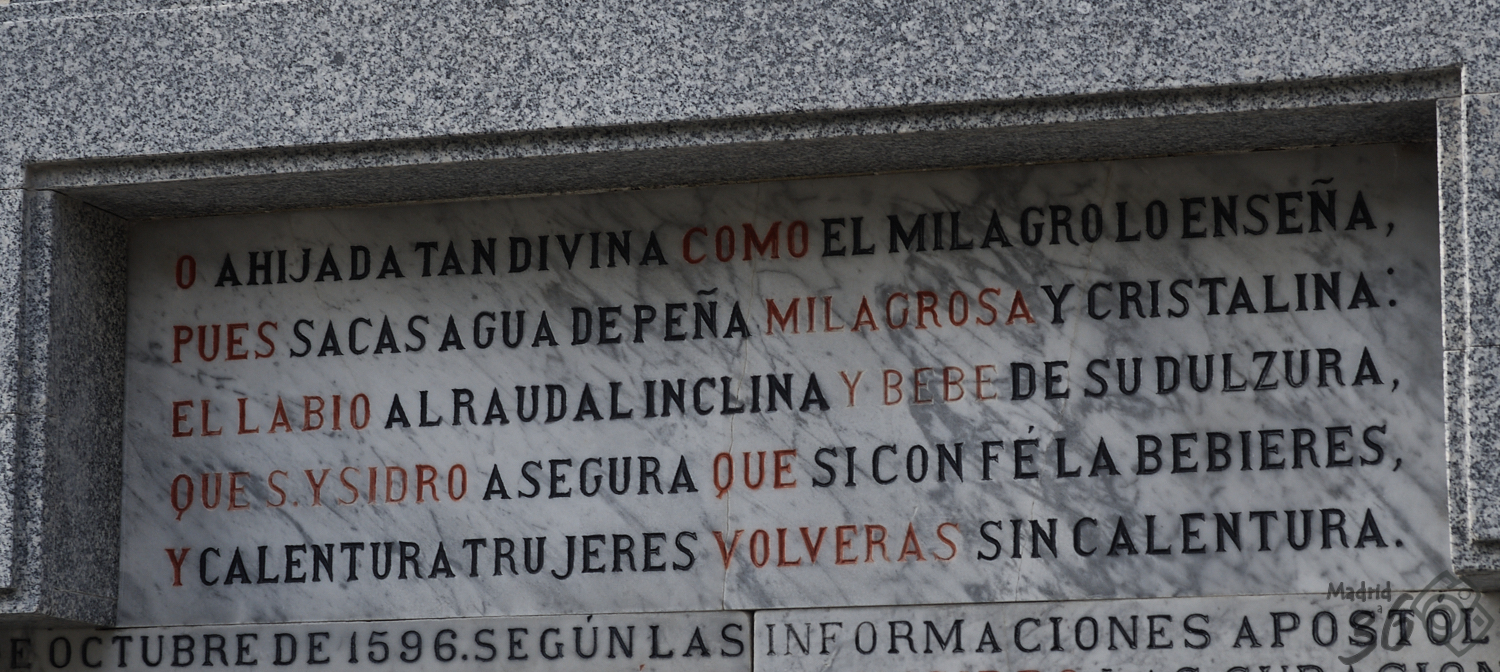 O AHIJADA TAN DIVINA COMO EL MILAGRO LO ENSEÑA,
PUES SACAS AGUA DE PEÑA MILAGROSA Y CRISTALINA:
EL LABIO AL RAUDAL INCLINA Y BEBE DE SU DULZURA,
QUE S. YSIDRO ASEGURA QUE SI CON FÉ LA BEBIERES,
Y CALENTURA TRUJERES VOLVERAS SIN CALENTURA.
OCTUBRE DE 1596. SEGÚN LAS INFORMACIONES
Madrid
a